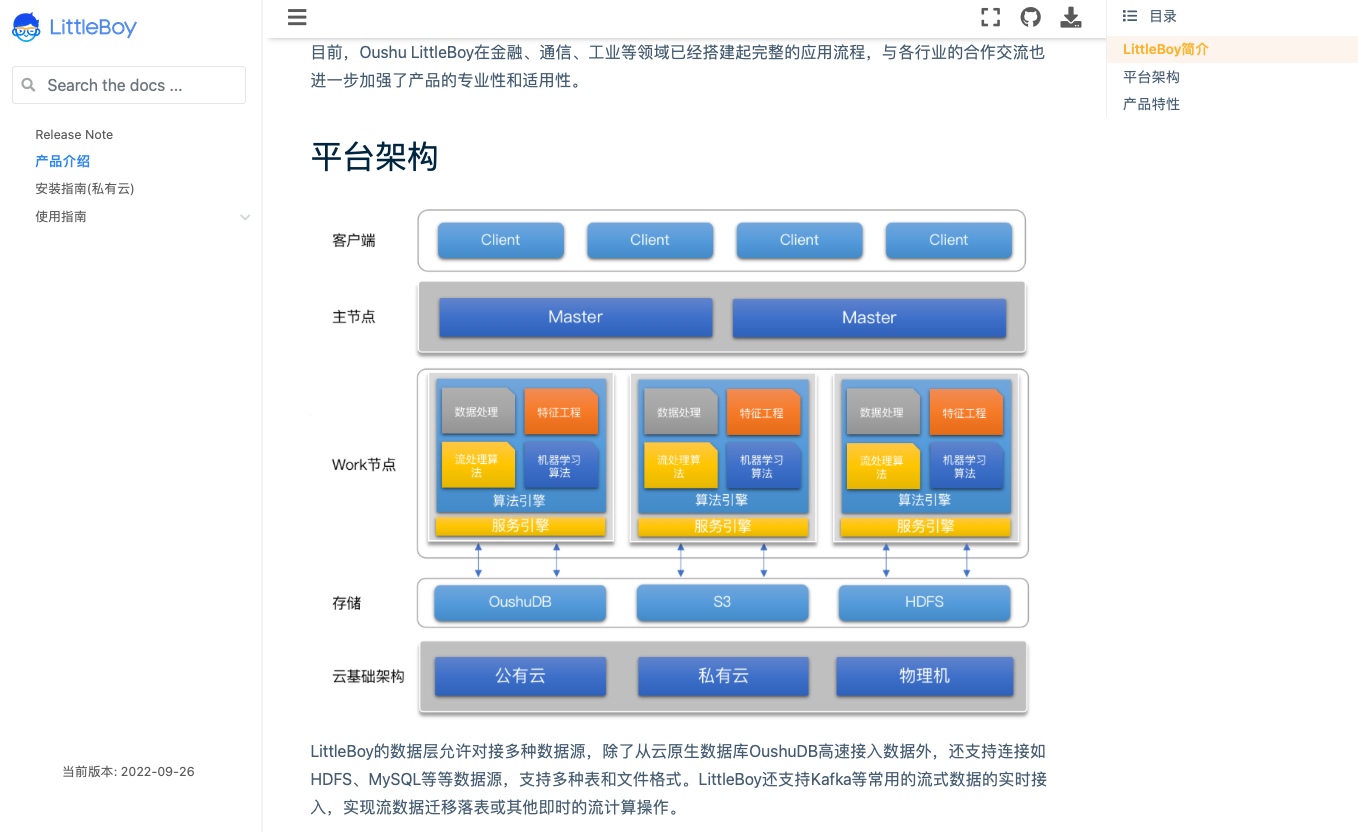 LittleBoy
Search the docs ...
Release Note
产品介绍
安装指南(私有云)
使用指南
当前版本: 2022-09-26
目前，Oushu LittleBoy在金融、通信、工业等领域已经搭建起完整的应用流程，与各行业的合作交流也
进一步加强了产品的专业性和适用性。
平台架构
客户端
Client
Client
Client
Client
主节点
Master
Master
Work节点
数据处理
特征工程
流处理算
法
机器学习
算法
算法引擎
服务引擎
数据处理
特征工程
流处理算
法
机器学习
算法
算法引擎
服务引擎
数据处理
特征工程
流处理算
法
机器学习
算法
算法引擎
服务引擎
存储
OushuDB
S3
HDFS
云基础架构
公有云
私有云
物理机
LittleBoy的数据层允许对接多种数据源，除了从云原生数据库OushuDB高速接入数据外，还支持连接如
HDFS、MySQL等等数据源，支持多种表和文件格式。LittleBoy还支持Kafka等常用的流式数据的实时接
入，实现流数据迁移落表或其他即时的流计算操作。
目录
LittleBoy简介
平台架构
产品特性